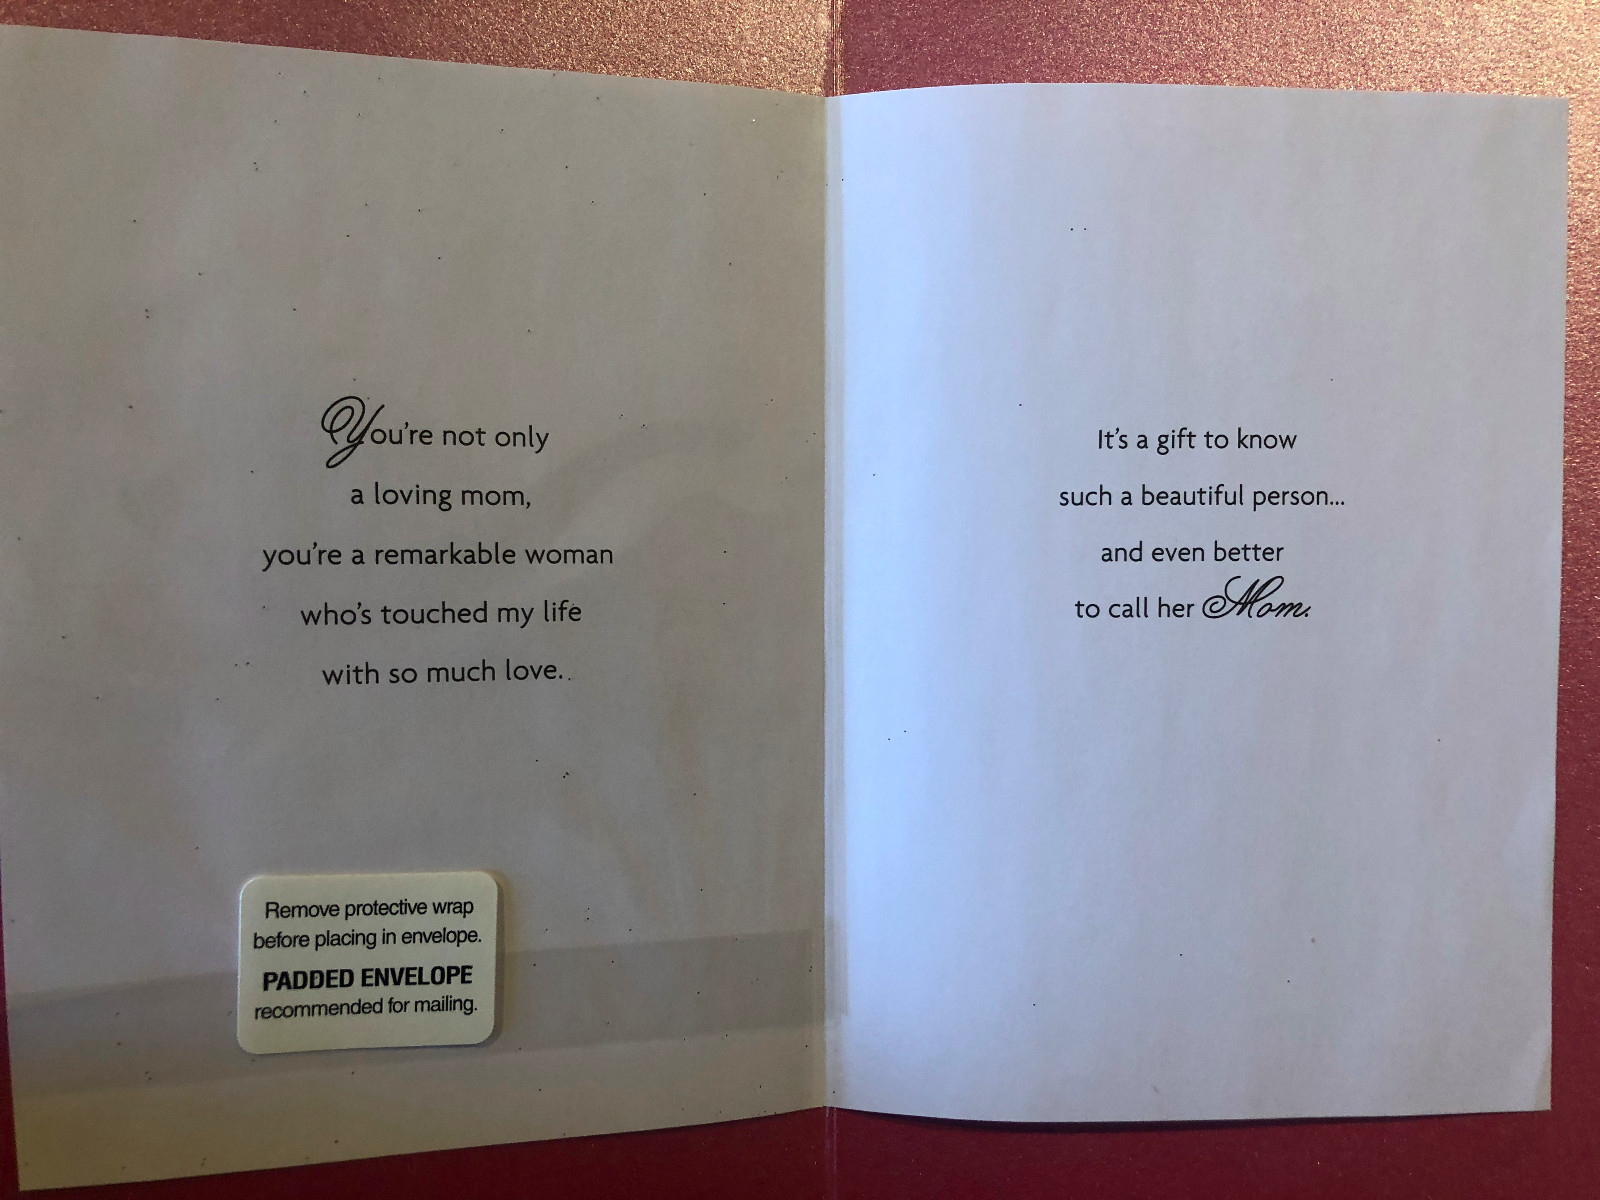 You're not only
a loving mom,
you're a remarkable woman
who's touched my life
with so much love.
Remove protective wrap
before placing in envelope.
PADDED ENVELOPE
recommended for mailing.
It's a gift to know
such a beautiful person...
and even better
to call her Mom.